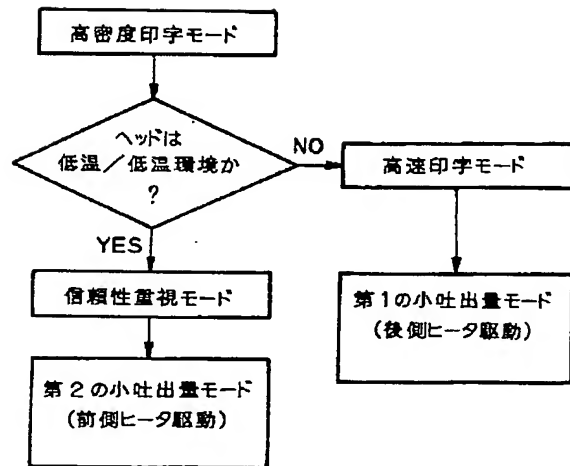 高密度印字モード
ヘッドは
低温／低温環境か
?
NO
高速印字モード
YES
信頼性重視モード
第1の小吐出量モード
(後側ヒータ駆動)
第2の小吐出量モード
(前側ヒータ駆動)